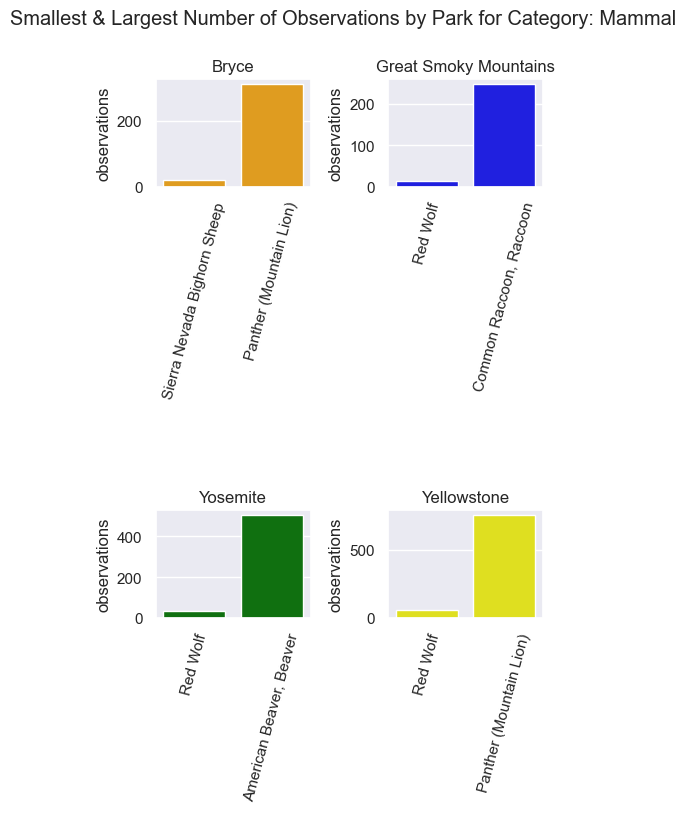 Smallest & Largest Number of Observations by Park for Category: Mammal
Bryce
observations
200
0
Sierra Nevada Bighorn Sheep
Panther (Mountain Lion)
Great Smoky Mountains
observations
200
100
0
Red Wolf
Common Raccoon, Raccoon
Yosemite
observations
400
200
0
Red Wolf
American Beaver, Beaver
Yellowstone
observations
500
0
Red Wolf
Panther (Mountain Lion)